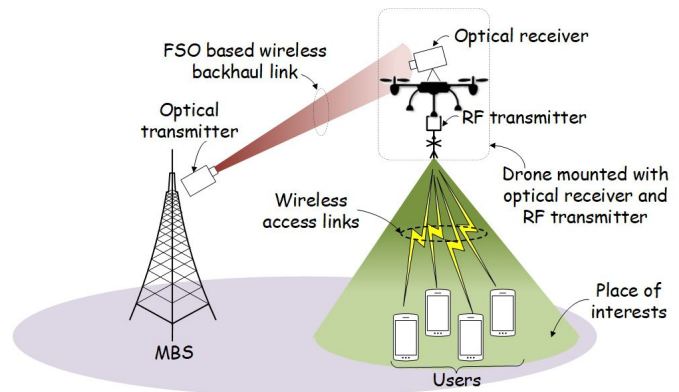 FSO based wireless
backhaul link
Optical receiver
Optical
transmitter
RF transmitter
Drone mounted with
optical receiver and
RF transmitter
Wireless
access links
Place of
interests
MBS
Users